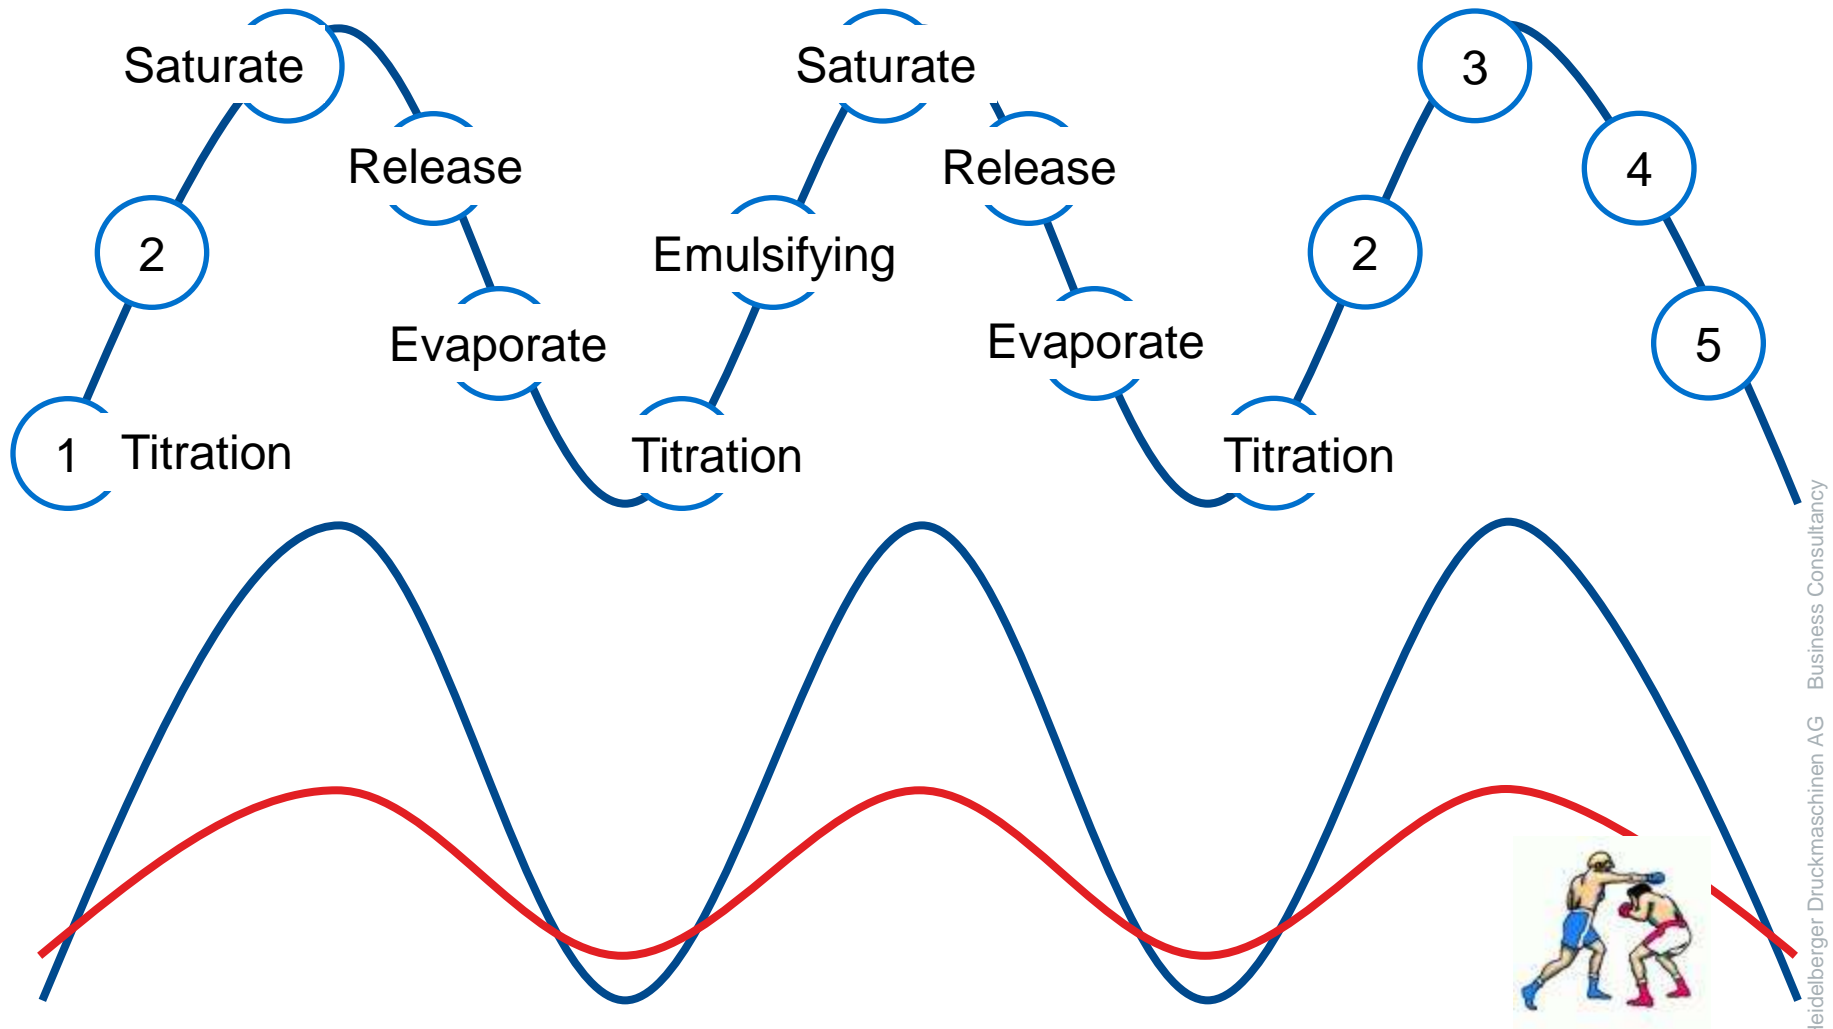 Saturate
Saturate
3
Release
Release
4
2
Emulsifying
2
Evaporate
Evaporate
5
1 Titration
Titration
Titration
Heidelberger Druckmaschinen AG Business Consultancy